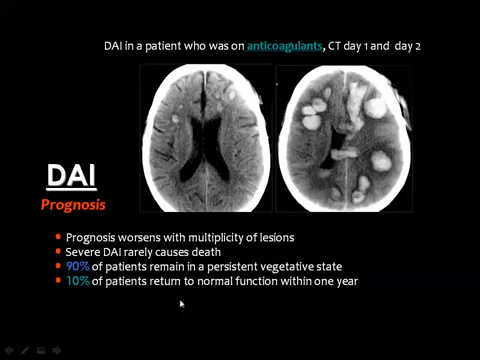 DAI in a patient who was on anticoagulants, CT day 1 and day 2
DAI
Prognosis
Prognosis worsens with multiplicity of lesions
Severe DAI rarely causes death
90% of patients remain in a persistent vegetative state
10% of patients return to normal function within one year